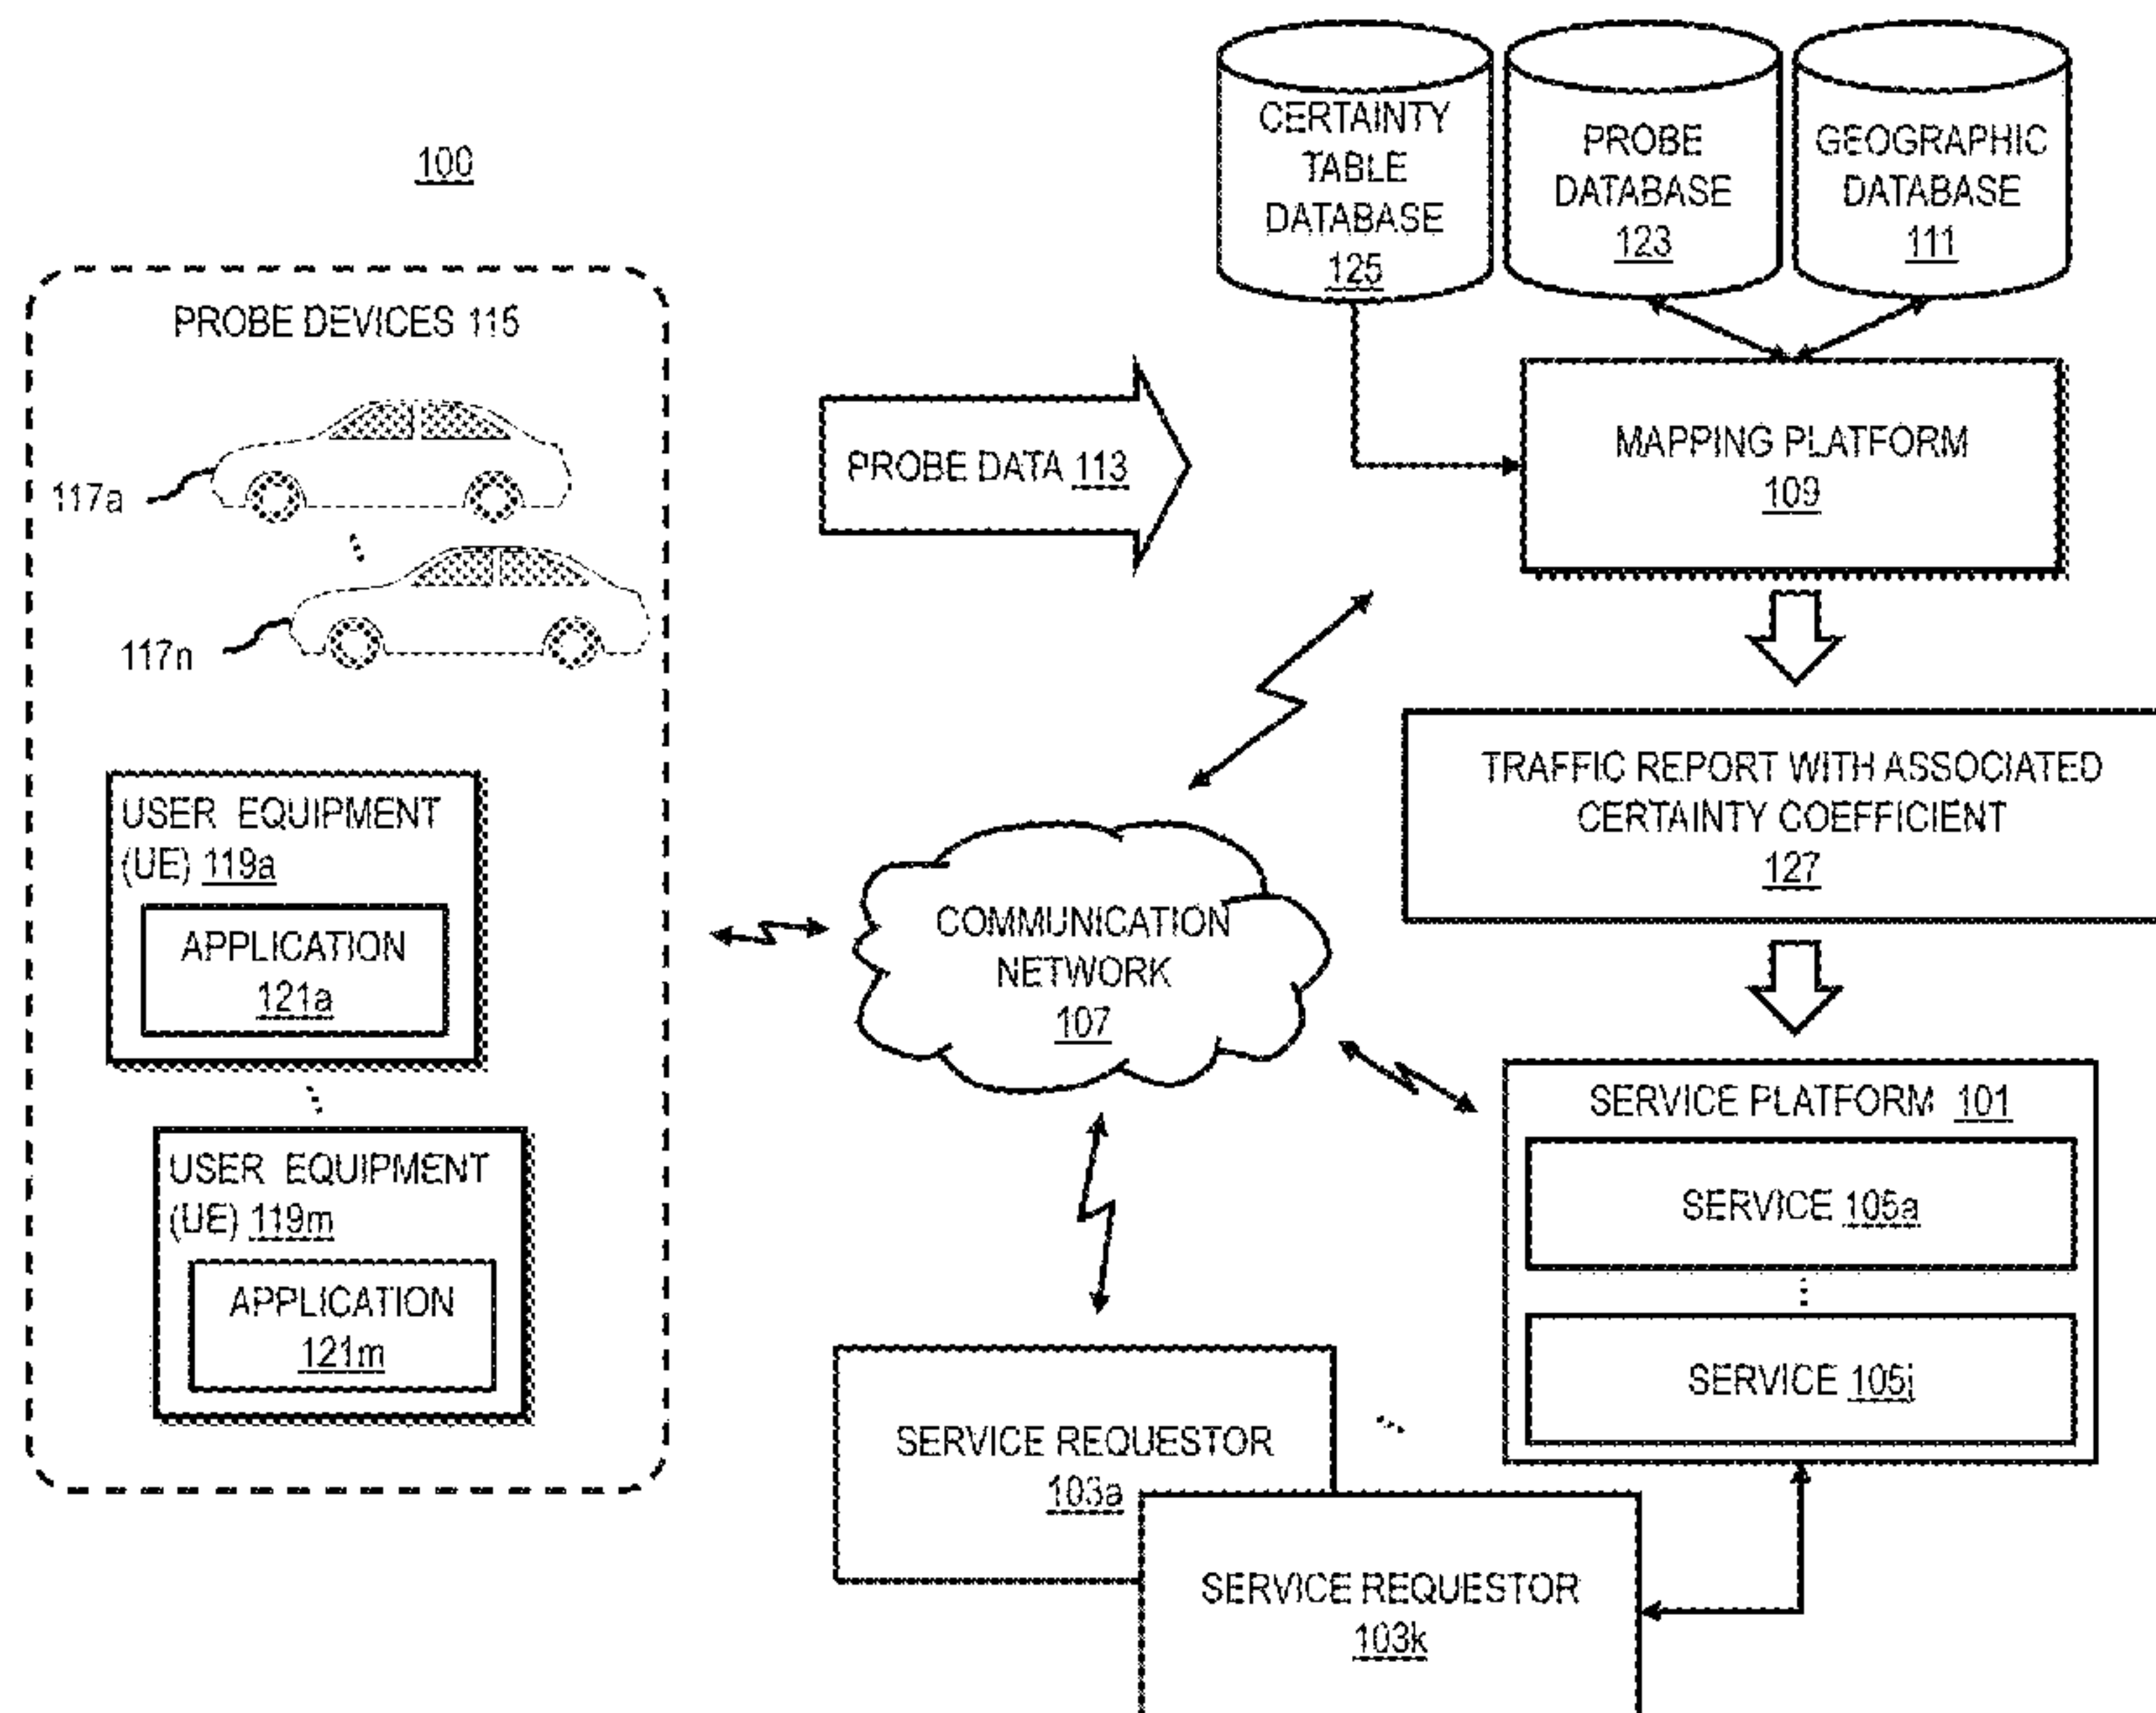 100
PROBE DEVICES 115
117a
117n
USER EQUIPMENT
(UE) 119a
APPLICATION
121a
USER EQUIPMENT
(UE) 119m
APPLICATION
121m
PROBE DATA 113
CERTAINTY
TABLE
DATABASE
125
PROBE
DATABASE
123
GEOGRAPHIC
DATABASE
111
MAPPING PLATFORM
109
TRAFFIC REPORT WITH ASSOCIATED
CERTAINTY COEFFICIENT
127
COMMUNICATION
NETWORK
107
SERVICE PLATFORM 101
SERVICE 105a
SERVICE 105j
SERVICE REQUESTOR
103a
SERVICE REQUESTOR
103k